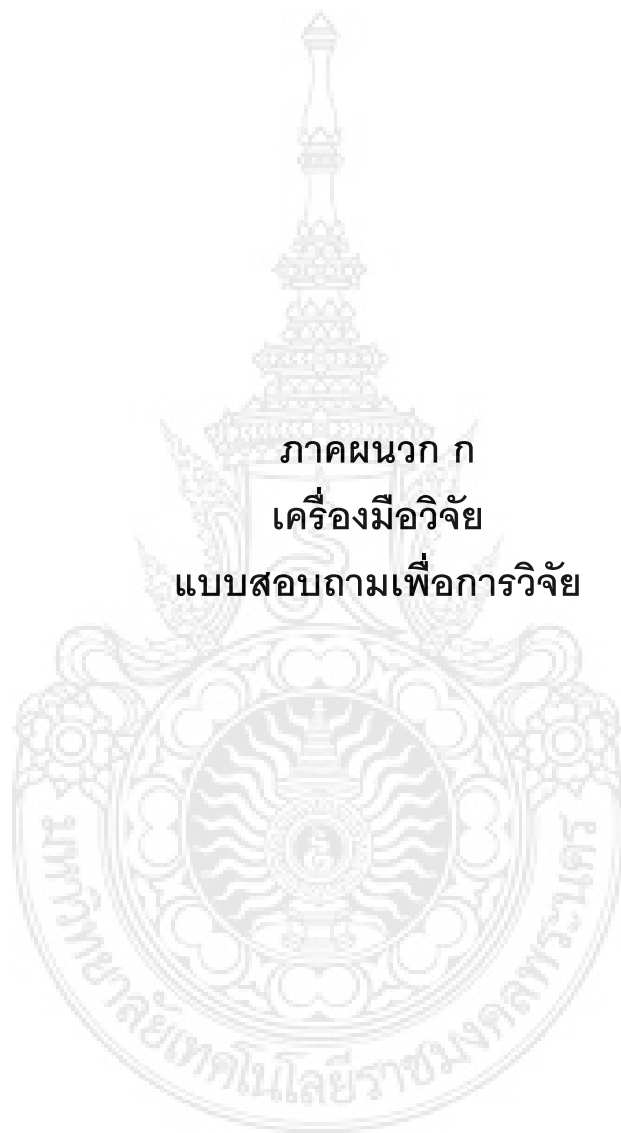 ภาคผนวก ก
เครื่องมือวิจัย
แบบสอบถามเพื่อการวิจัย
มหาวิทยาลัยเทคโนโลยีราชมงคลพระนคร